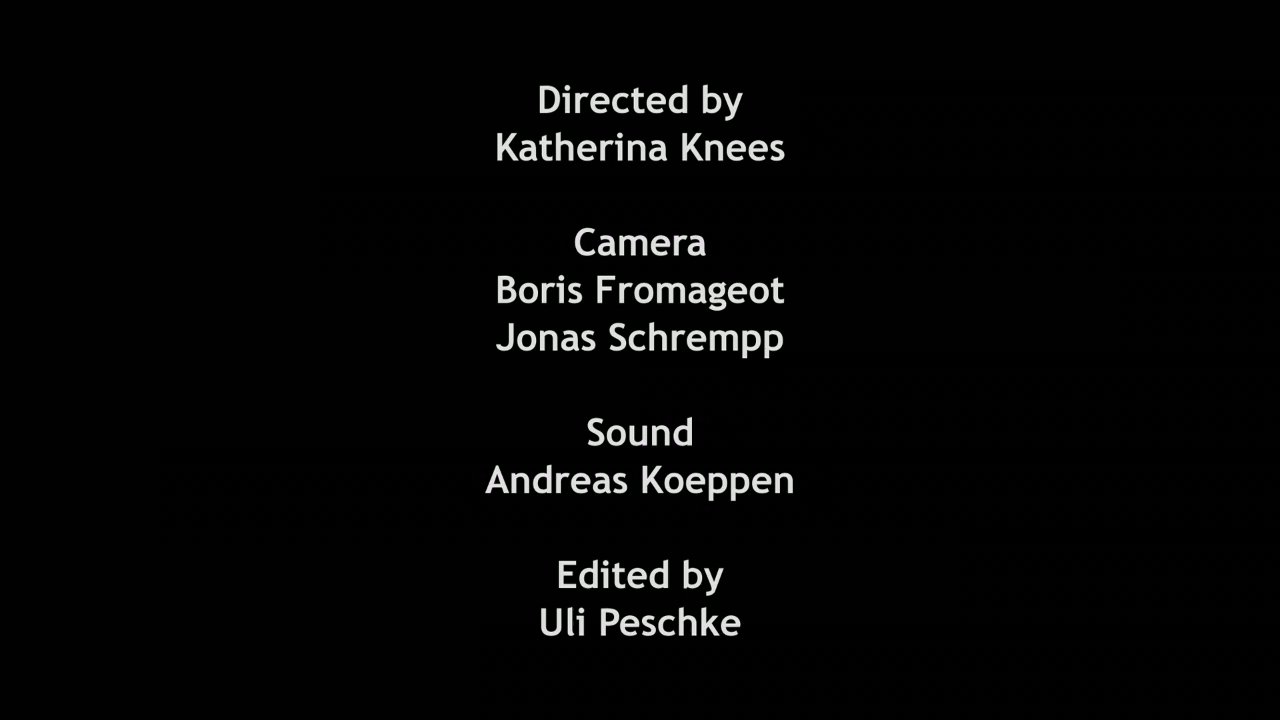 Directed by
Katherina Knees
Camera
Boris Fromageot
Jonas Schrempp
Sound
Andreas Koeppen
Edited by
Uli Peschke